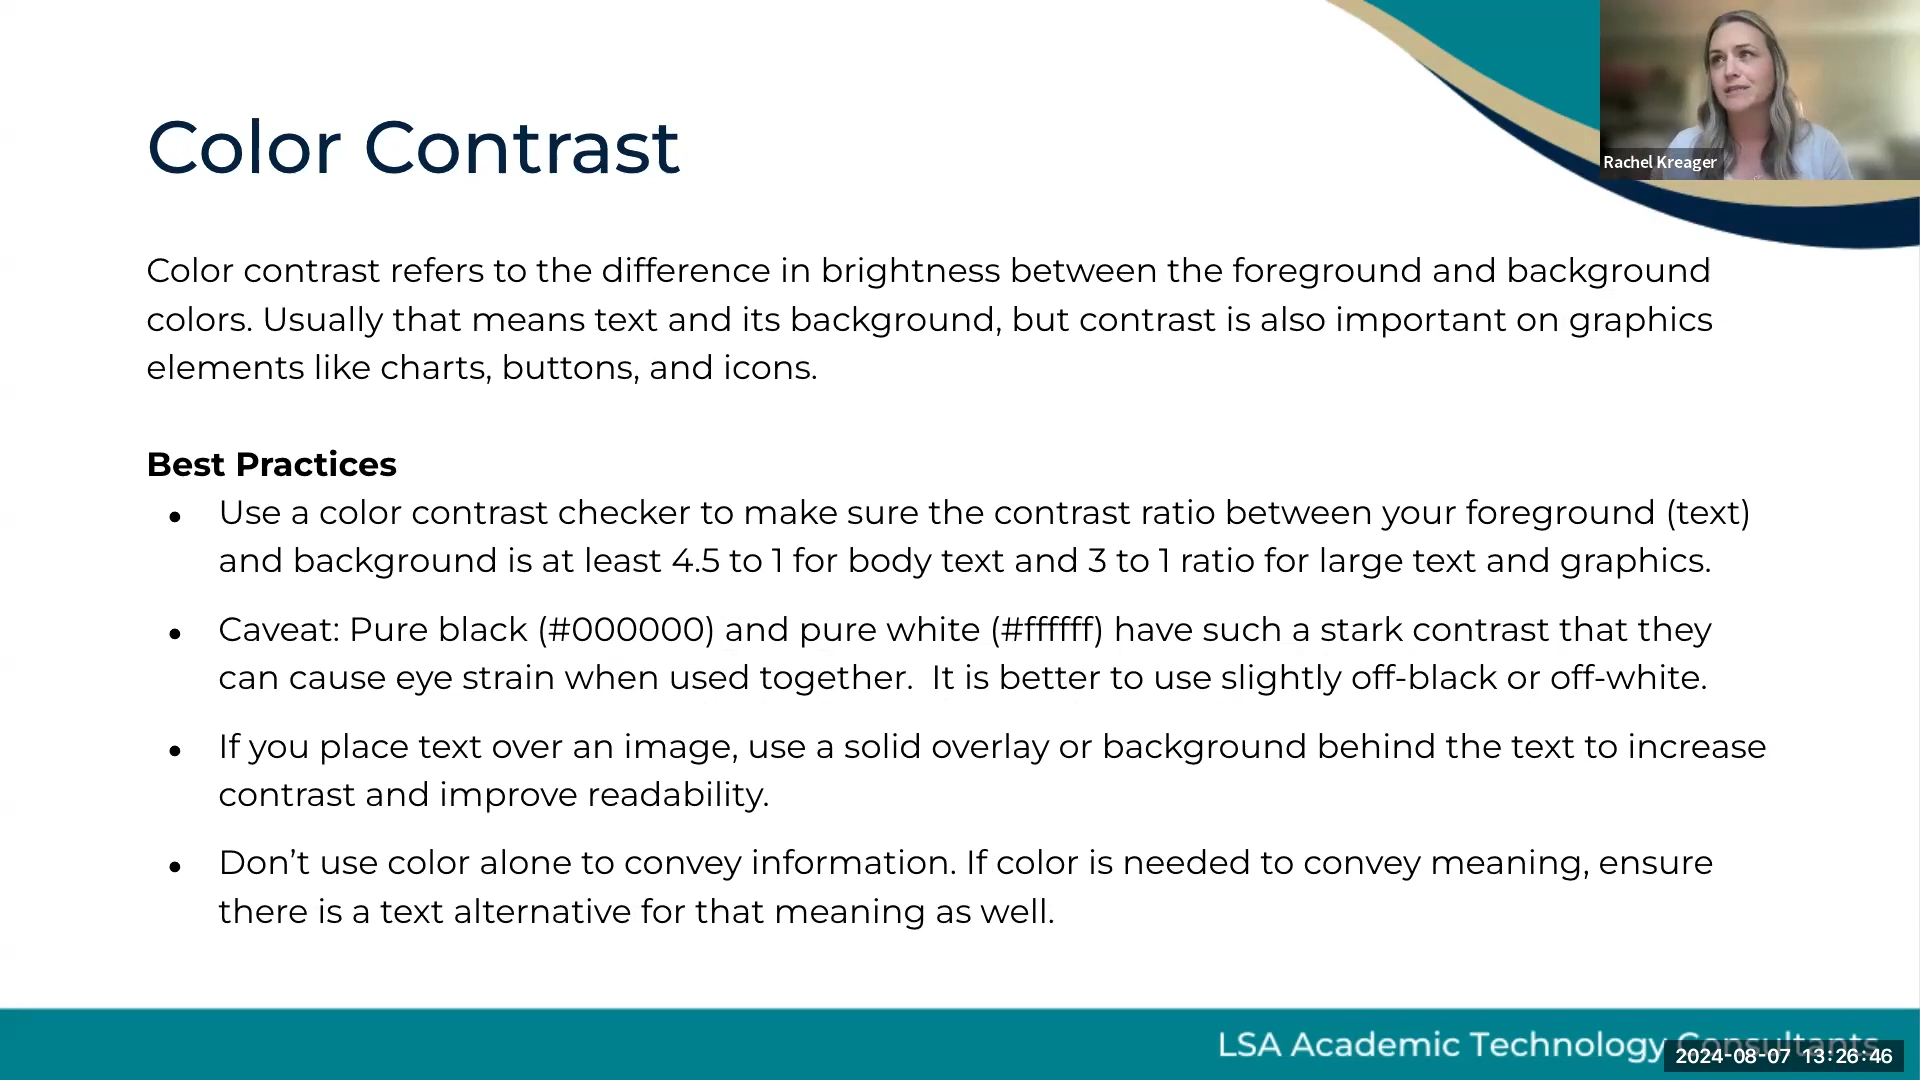 Rachel Kreager
Color Contrast
Color contrast refers to the difference in brightness between the foreground and background
colors. Usually that means text and its background, but contrast is also important on graphics
elements like charts, buttons, and icons.
Best Practices
● Use a color contrast checker to make sure the contrast ratio between your foreground (text)
and background is at least 4.5 to 1 for body text and 3 to 1 ratio for large text and graphics.
● Caveat: Pure black (#000000) and pure white (#ffffff) have such a stark contrast that they
can cause eye strain when used together.  It is better to use slightly off-black or off-white.
● If you place text over an image, use a solid overlay or background behind the text to increase
contrast and improve readability.
● Don’t use color alone to convey information. If color is needed to convey meaning, ensure
there is a text alternative for that meaning as well.
LSA Academic Technology Consultants
2024-08-07 13:26:46